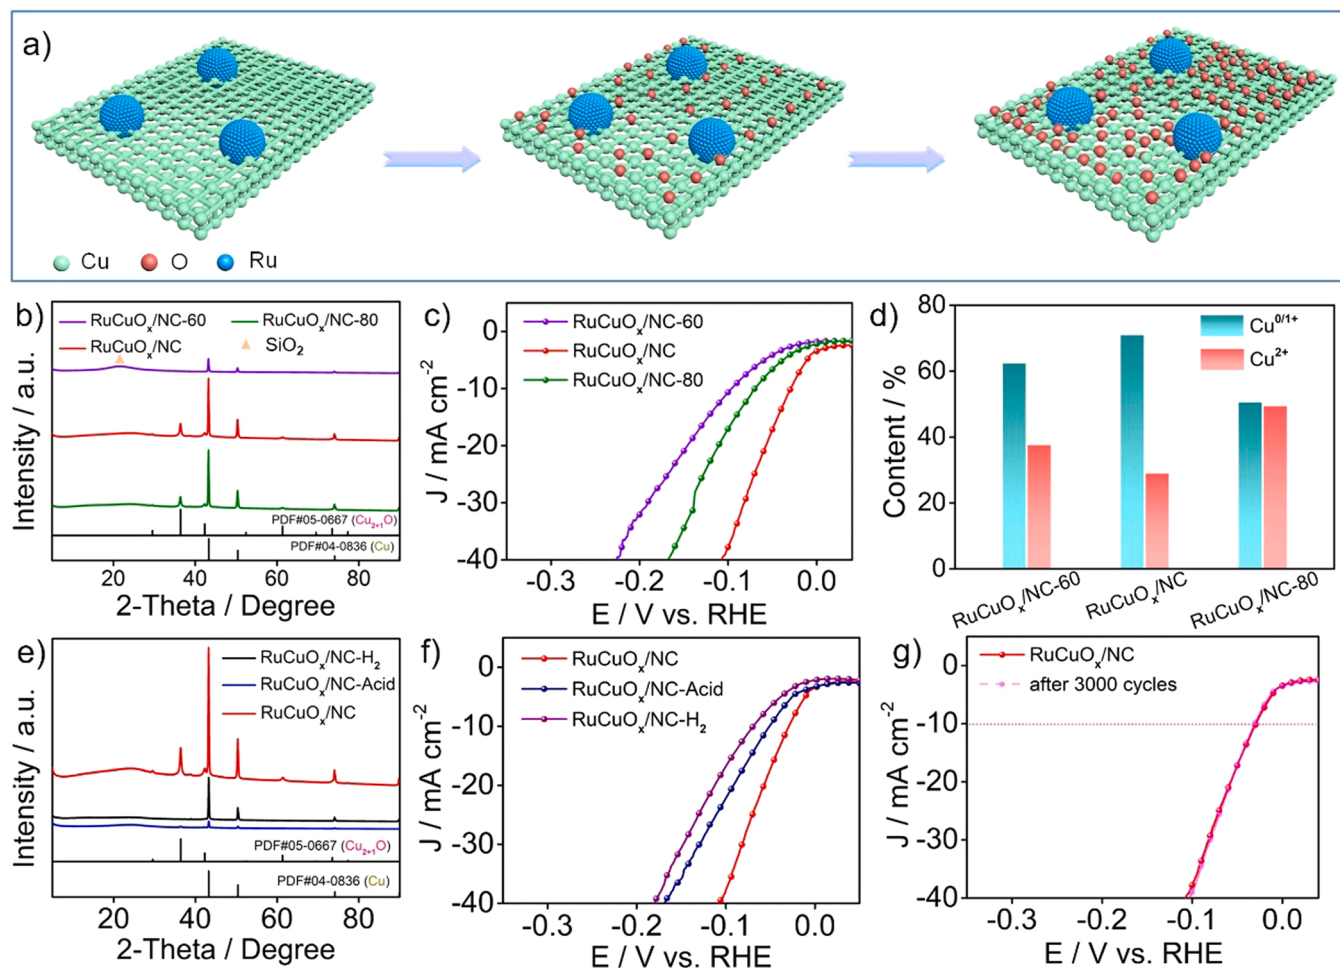 a)
Cu O Ru
b)
RuCuOₓ/NC-60 RuCuOₓ/NC-80
RuCuOₓ/NC SiO₂
PDF#05-0667 (Cu₂₊₁O)
PDF#04-0836 (Cu)
Intensity / a.u.
20 40 60 80
2-Theta / Degree
c)
RuCuOₓ/NC-60
RuCuOₓ/NC
RuCuOₓ/NC-80
0
-10
-20
-30
-40
J / mA cm⁻²
-0.3 -0.2 -0.1 0.0
E / V vs. RHE
d)
Cu⁰ᐟ¹⁺
Cu²⁺
80
60
40
20
0
Content / %
RuCuOₓ/NC-60 RuCuOₓ/NC RuCuOₓ/NC-80
e)
RuCuOₓ/NC-H₂
RuCuOₓ/NC-Acid
RuCuOₓ/NC
PDF#05-0667 (Cu₂₊₁O)
PDF#04-0836 (Cu)
Intensity / a.u.
20 40 60 80
2-Theta / Degree
f)
RuCuOₓ/NC
RuCuOₓ/NC-Acid
RuCuOₓ/NC-H₂
0
-10
-20
-30
-40
J / mA cm⁻²
-0.3 -0.2 -0.1 0.0
E / V vs. RHE
g)
RuCuOₓ/NC
after 3000 cycles
0
-10
-20
-30
-40
J / mA cm⁻²
-0.3 -0.2 -0.1 0.0
E / V vs. RHE